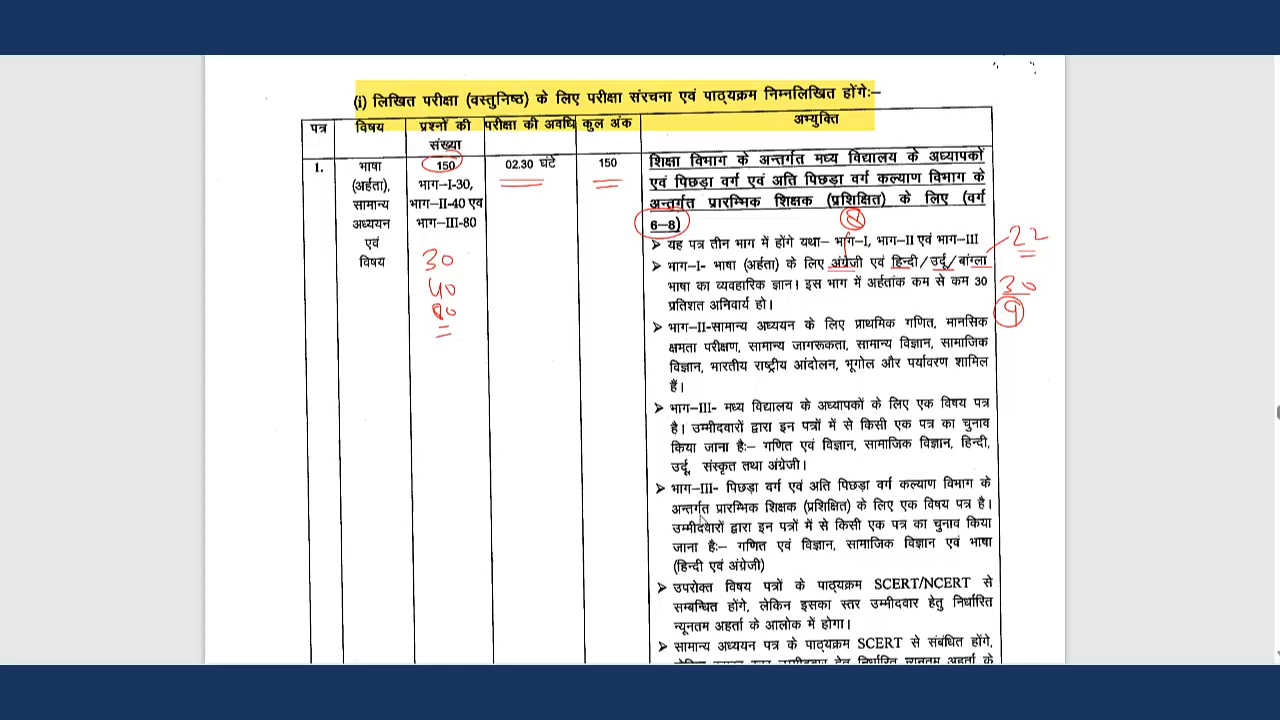 (i) लिखित परीक्षा (वस्तुनिष्ठ) के लिए परीक्षा संरचना एवं पाठ्यक्रम निम्नलिखित होंगे:–
पत्र विषय प्रश्नों की संख्या परीक्षा की अवधि कुल अंक अभ्युक्ति
1.
भाषा
(अर्हता),
सामान्य
अध्ययन
एवं
विषय
150
भाग–I-30,
भाग–II-40 एवं
भाग–III-80
30
40
80
02.30 घंटे
150
शिक्षा विभाग के अन्तर्गत मध्य विद्यालय के अध्यापकों
एवं पिछड़ा वर्ग एवं अति पिछड़ा वर्ग कल्याण विभाग के
अन्तर्गत प्रारम्भिक शिक्षक (प्रशिक्षित) के लिए (वर्ग
6–8)
➢ यह पत्र तीन भाग में होंगे यथा– भाग–I, भाग–II एवं भाग–III
22
➢ भाग–I- भाषा (अर्हता) के लिए अंग्रेजी एवं हिन्दी/उर्दू/बांग्ला
भाषा का व्यवहारिक ज्ञान। इस भाग में अर्हतांक कम से कम 30
प्रतिशत अनिवार्य हो।
30
9
➢ भाग–II-सामान्य अध्ययन के लिए प्राथमिक गणित, मानसिक
क्षमता परीक्षण, सामान्य जागरूकता, सामान्य विज्ञान, सामाजिक
विज्ञान, भारतीय राष्ट्रीय आंदोलन, भूगोल और पर्यावरण शामिल
हैं।
➢ भाग–III- मध्य विद्यालय के अध्यापकों के लिए एक विषय पत्र
है। उम्मीदवारों द्वारा इन पत्रों में से किसी एक पत्र का चुनाव
किया जाना है:– गणित एवं विज्ञान, सामाजिक विज्ञान, हिन्दी,
उर्दू, संस्कृत तथा अंग्रेजी।
➢ भाग–III- पिछड़ा वर्ग एवं अति पिछड़ा वर्ग कल्याण विभाग के
अन्तर्गत प्रारम्भिक शिक्षक (प्रशिक्षित) के लिए एक विषय पत्र है।
उम्मीदवारों द्वारा इन पत्रों में से किसी एक पत्र का चुनाव किया
जाना है:– गणित एवं विज्ञान, सामाजिक विज्ञान एवं भाषा
(हिन्दी एवं अंग्रेजी)
➢ उपरोक्त विषय पत्रों के पाठ्यक्रम SCERT/NCERT से
सम्बन्धित होंगे, लेकिन इसका स्तर उम्मीदवार हेतु निर्धारित
न्यूनतम अहर्ता के आलोक में होगा।
➢ सामान्य अध्ययन पत्र के पाठ्यक्रम SCERT से संबंधित होंगे,